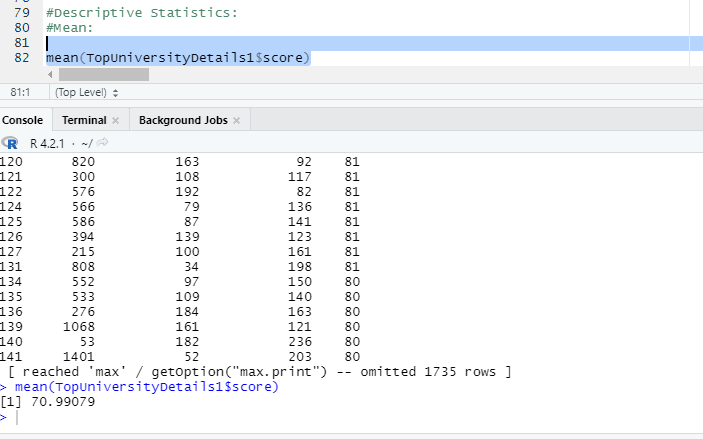 79 #Descriptive Statistics:
80 #Mean:
81
82 mean(TopUniversityDetails1$score)
81:1 (Top Level)
Console Terminal Background Jobs
R R 4.2.1 · ~/
120 820 163 92 81
121 300 108 117 81
122 576 192 82 81
124 566 79 136 81
125 586 87 141 81
126 394 139 123 81
127 215 100 161 81
131 808 34 198 81
134 552 97 150 80
135 533 109 140 80
136 276 184 163 80
139 1068 161 121 80
140 53 182 236 80
141 1401 52 203 80
[ reached 'max' / getOption("max.print") -- omitted 1735 rows ]
> mean(TopUniversityDetails1$score)
[1] 70.99079
>